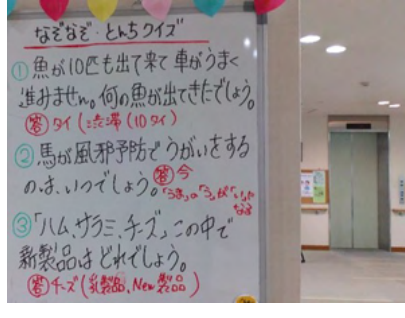 なぞなぞ・とんちクイズ
① 魚が10匹も出て来て車がうまく
進みません。何の魚が出てきたでしょう。
答 タイ(渋滞(10タイ)
② 馬が風邪予防でうがいをする
のは、いつでしょう。 答 今
「うま」の「う」が「い」に
なる
③ 「ハム、サラミ、チーズ」この中で
新製品はどれでしょう。
答 チーズ(乳製品、New製品)